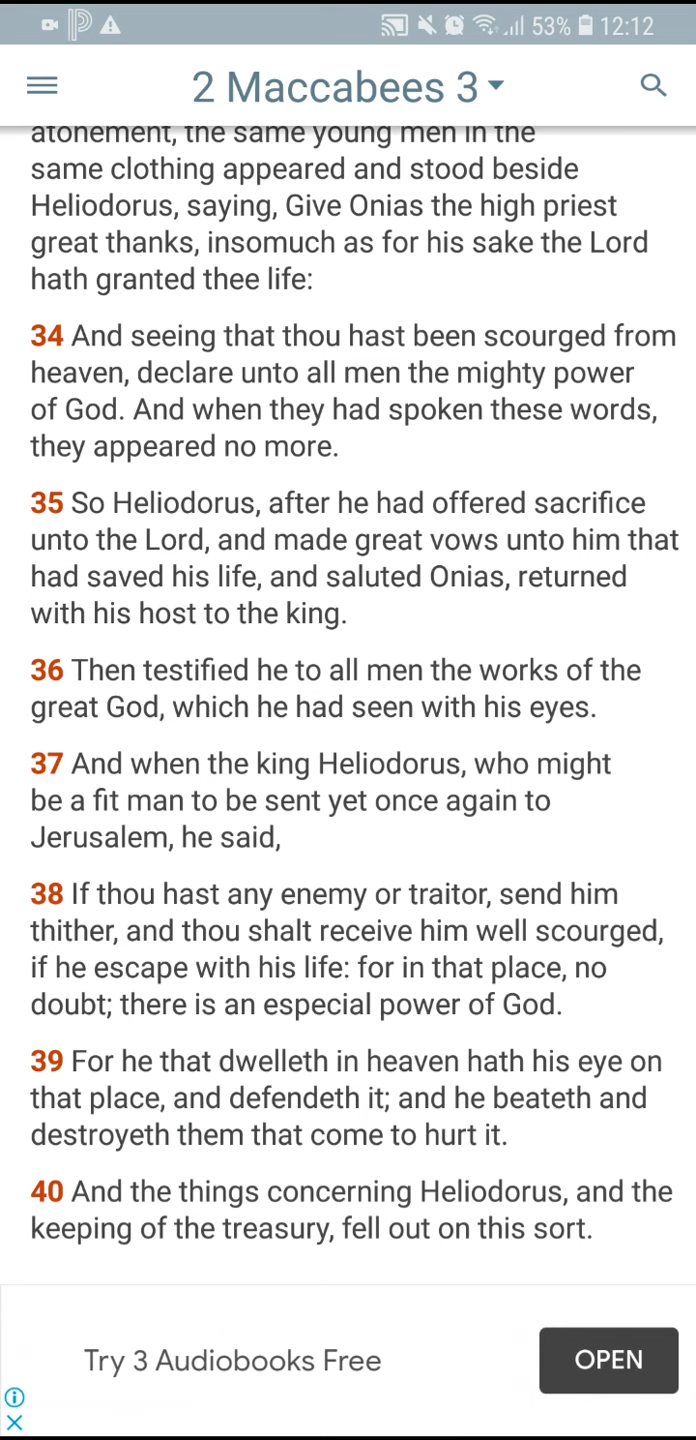 53% 12:12
2 Maccabees 3
atonement, the same young men in the
same clothing appeared and stood beside
Heliodorus, saying, Give Onias the high priest
great thanks, insomuch as for his sake the Lord
hath granted thee life:
34 And seeing that thou hast been scourged from
heaven, declare unto all men the mighty power
of God. And when they had spoken these words,
they appeared no more.
35 So Heliodorus, after he had offered sacrifice
unto the Lord, and made great vows unto him that
had saved his life, and saluted Onias, returned
with his host to the king.
36 Then testified he to all men the works of the
great God, which he had seen with his eyes.
37 And when the king Heliodorus, who might
be a fit man to be sent yet once again to
Jerusalem, he said,
38 If thou hast any enemy or traitor, send him
thither, and thou shalt receive him well scourged,
if he escape with his life: for in that place, no
doubt; there is an especial power of God.
39 For he that dwelleth in heaven hath his eye on
that place, and defendeth it; and he beateth and
destroyeth them that come to hurt it.
40 And the things concerning Heliodorus, and the
keeping of the treasury, fell out on this sort.
Try 3 Audiobooks Free
OPEN